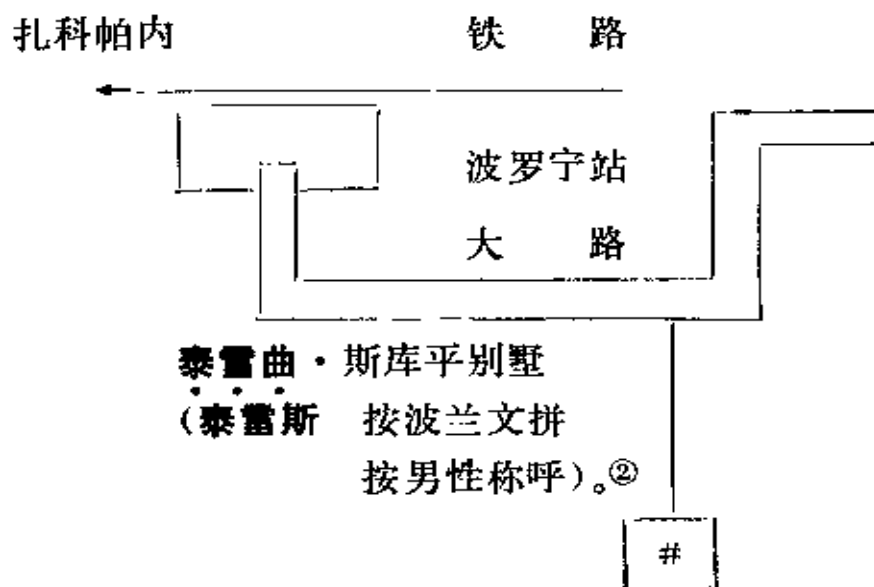 扎科帕内 铁 路
波罗宁站
大 路
泰雷曲·斯库平别墅
(泰雷斯 按波兰文拼
按男性称呼)。②
#